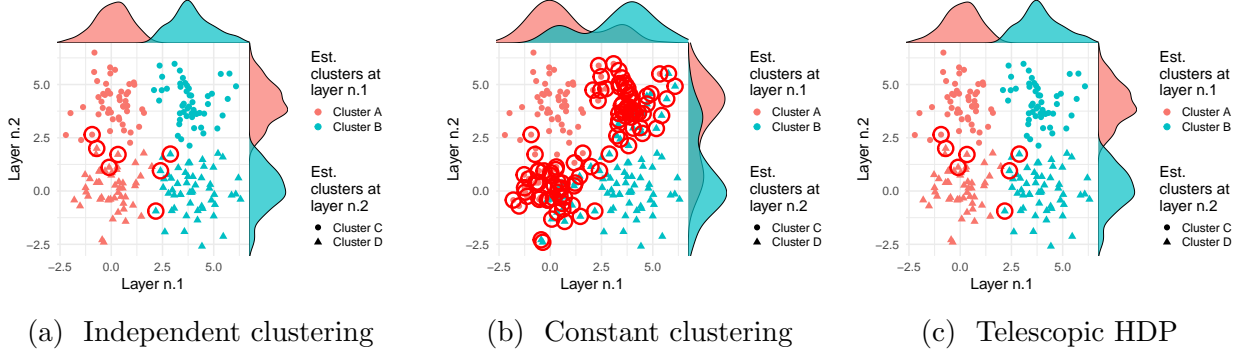 Layer n.2
5.0
2.5
0.0
−2.5
−2.5
0.0
2.5
5.0
Layer n.1
Est.
clusters at
layer n.1
Cluster A
Cluster B
Est.
clusters at
layer n.2
Cluster C
Cluster D
(a) Independent clustering
Layer n.2
5.0
2.5
0.0
−2.5
−2.5
0.0
2.5
5.0
Layer n.1
Est.
clusters at
layer n.1
Cluster A
Cluster B
Est.
clusters at
layer n.2
Cluster C
Cluster D
(b) Constant clustering
Layer n.2
5.0
2.5
0.0
−2.5
−2.5
0.0
2.5
5.0
Layer n.1
Est.
clusters at
layer n.1
Cluster A
Cluster B
Est.
clusters at
layer n.2
Cluster C
Cluster D
(c) Telescopic HDP